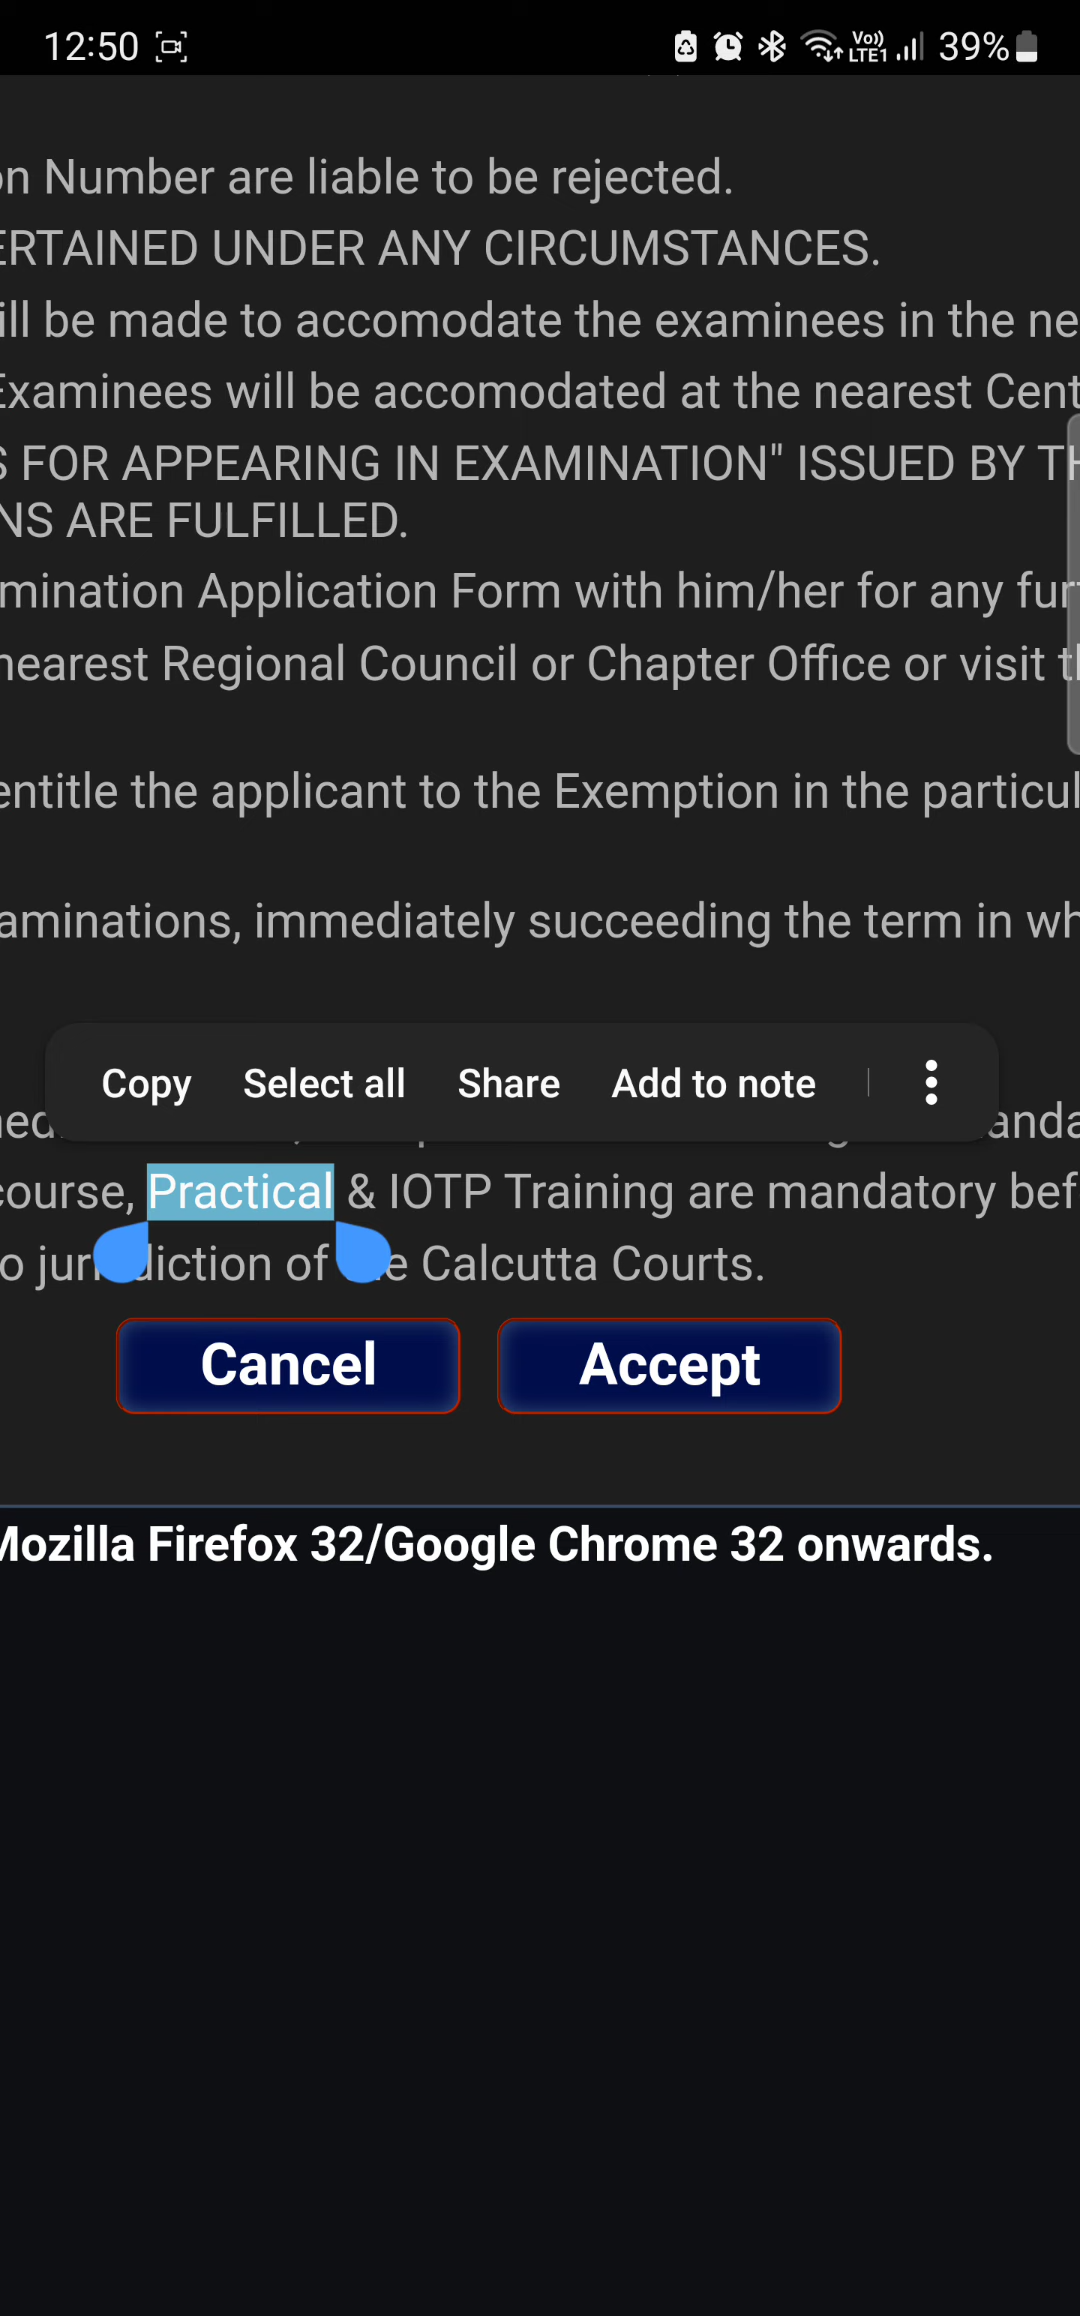 12:50 Vo)) LTE1 39%
on Number are liable to be rejected.
ERTAINED UNDER ANY CIRCUMSTANCES.
ill be made to accomodate the examinees in the ne
Examinees will be accomodated at the nearest Cent
S FOR APPEARING IN EXAMINATION" ISSUED BY TH
NS ARE FULFILLED.
mination Application Form with him/her for any fur
nearest Regional Council or Chapter Office or visit t
entitle the applicant to the Exemption in the particul
aminations, immediately succeeding the term in wh
Copy Select all Share Add to note
anda
course, Practical & IOTP Training are mandatory bef
o of Calcutta Courts.
Cancel Accept
Mozilla Firefox 32/Google Chrome 32 onwards.